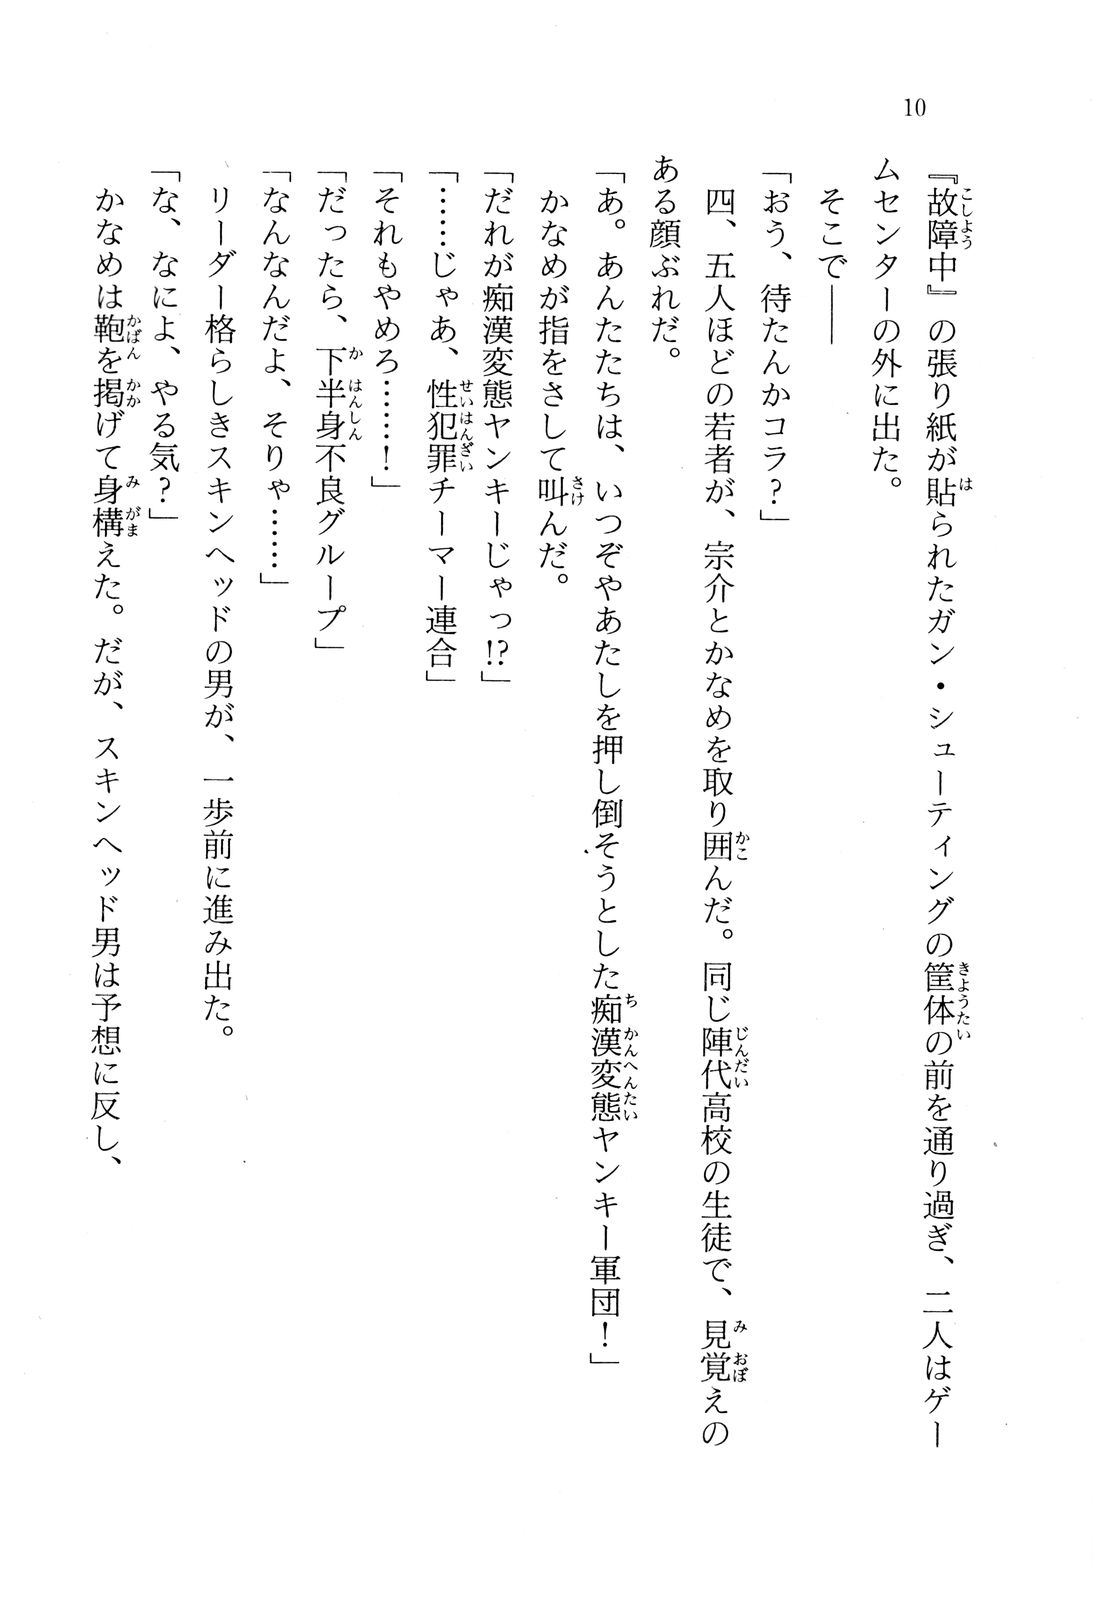 10
『故障中』の張り紙が貼られたガン・シューティングの筐体の前を通り過ぎ、二人はゲー
ムセンターの外に出た。
そこで――
「おう、待たんかコラ?」
四、五人ほどの若者が、宗介とかなめを取り囲んだ。同じ陣代高校の生徒で、見覚えの
ある顔ぶれだ。
「あ。あんたたちは、いつぞやあたしを押し倒そうとした痴漢変態ヤンキー軍団!」
かなめが指をさして叫んだ。
「だれが痴漢変態ヤンキーじゃっ!?」
「……じゃあ、性犯罪チーマー連合」
「それもやめろ……!」
「だったら、下半身不良グループ」
「なんなんだよ、そりゃ……」
リーダー格らしきスキンヘッドの男が、一歩前に進み出た。
「な、なによ、やる気?」
かなめは鞄を掲げて身構えた。だが、スキンヘッド男は予想に反し、